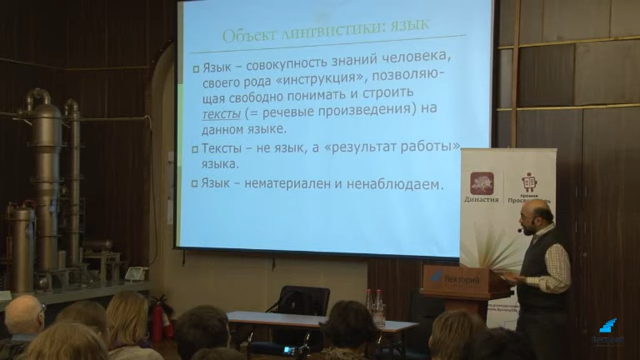 Объект лингвистики: язык
Язык – совокупность знаний человека,
своего рода «инструкция», позволяю-
щая свободно понимать и строить
тексты (= речевые произведения) на
данном языке.
Тексты – не язык, а «результат работы»
языка.
Язык – нематериален и ненаблюдаем.
Династия
Лекторий